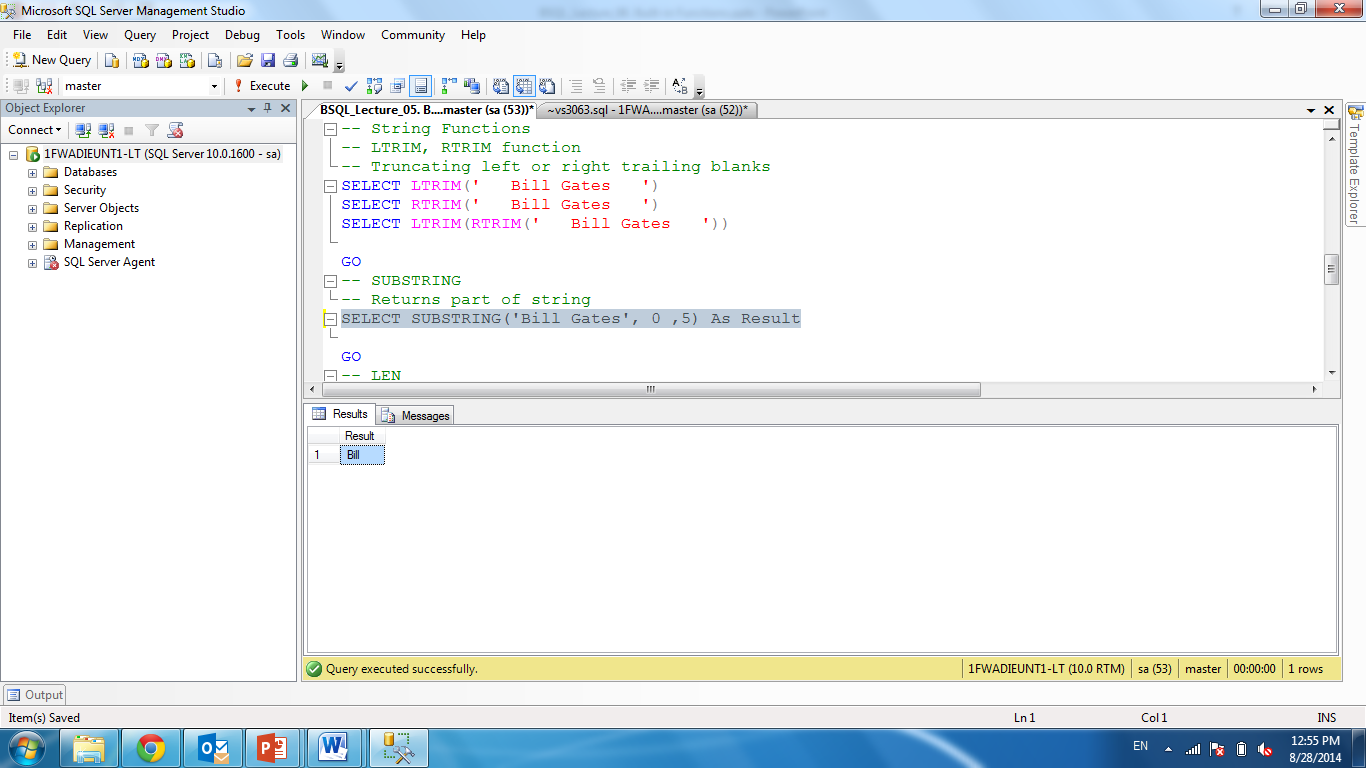 Microsoft SQL Server Management Studio
File Edit View Query Project Debug Tools Window Community Help
New Query
master Execute
Object Explorer
Connect
1FWADIEUNT1-LT (SQL Server 10.0.1600 - sa)
Databases
Security
Server Objects
Replication
Management
SQL Server Agent
BSQL_Lecture_05. B....master (sa (53))* ~vs3063.sql - 1FWA....master (sa (52))*
-- String Functions
-- LTRIM, RTRIM function
-- Truncating left or right trailing blanks
SELECT LTRIM('   Bill Gates   ')
SELECT RTRIM('   Bill Gates   ')
SELECT LTRIM(RTRIM('   Bill Gates   '))
GO
-- SUBSTRING
-- Returns part of string
SELECT SUBSTRING('Bill Gates', 0 ,5) As Result
GO
-- LEN
Template Explorer
Results Messages
Result
1 Bill
Query executed successfully. 1FWADIEUNT1-LT (10.0 RTM) sa (53) master 00:00:00 1 rows
Output
Item(s) Saved Ln 1 Col 1 INS
EN 12:55 PM
8/28/2014